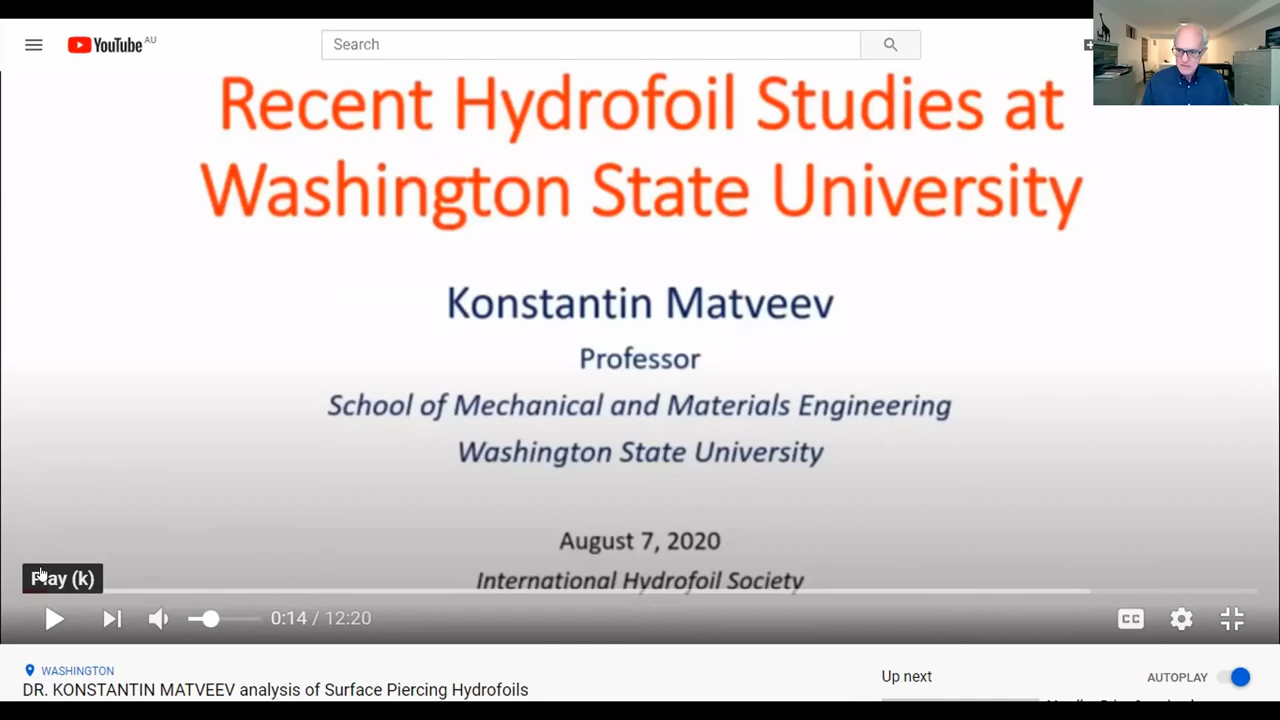 YouTube AU
Search
Recent Hydrofoil Studies at
Washington State University
Konstantin Matveev
Professor
School of Mechanical and Materials Engineering
Washington State University
August 7, 2020
International Hydrofoil Society
Play (k)
0:14 / 12:20
CC
WASHINGTON
DR. KONSTANTIN MATVEEV analysis of Surface Piercing Hydrofoils
Up next
AUTOPLAY